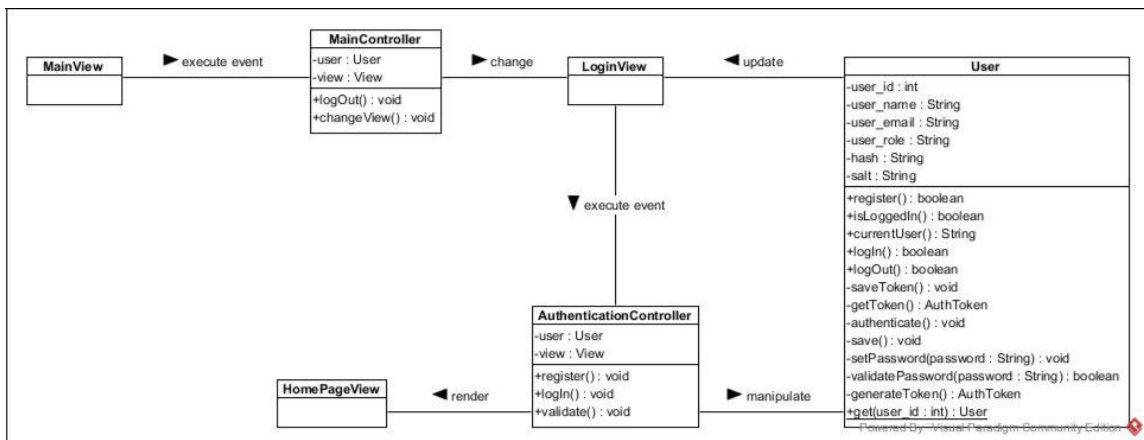 MainView
execute event
MainController
-user : User
-view : View
+logOut() : void
+changeView() : void
change
LoginView
update
User
-user_id : int
-user_name : String
-user_email : String
-user_role : String
-hash : String
-salt : String
+register() : boolean
+isLoggedIn() : boolean
+currentUser() : String
+logIn() : boolean
+logOut() : boolean
-saveToken() : void
-getToken() : AuthToken
-authenticate() : void
-save() : void
-setPassword(password : String) : void
-validatePassword(password : String) : boolean
-generateToken() : AuthToken
+get(user_id : int) : User
execute event
AuthenticationController
-user : User
-view : View
+register() : void
+logIn() : void
+validate() : void
HomePageView
render
manipulate
Powered By Visual Paradigm Community Edition